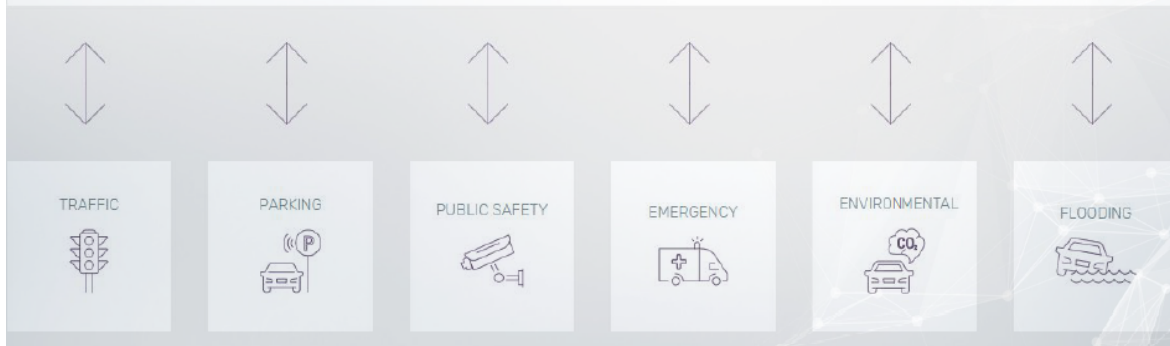 TRAFFIC
PARKING
PUBLIC SAFETY
EMERGENCY
ENVIRONMENTAL
FLOODING
P
CO₂